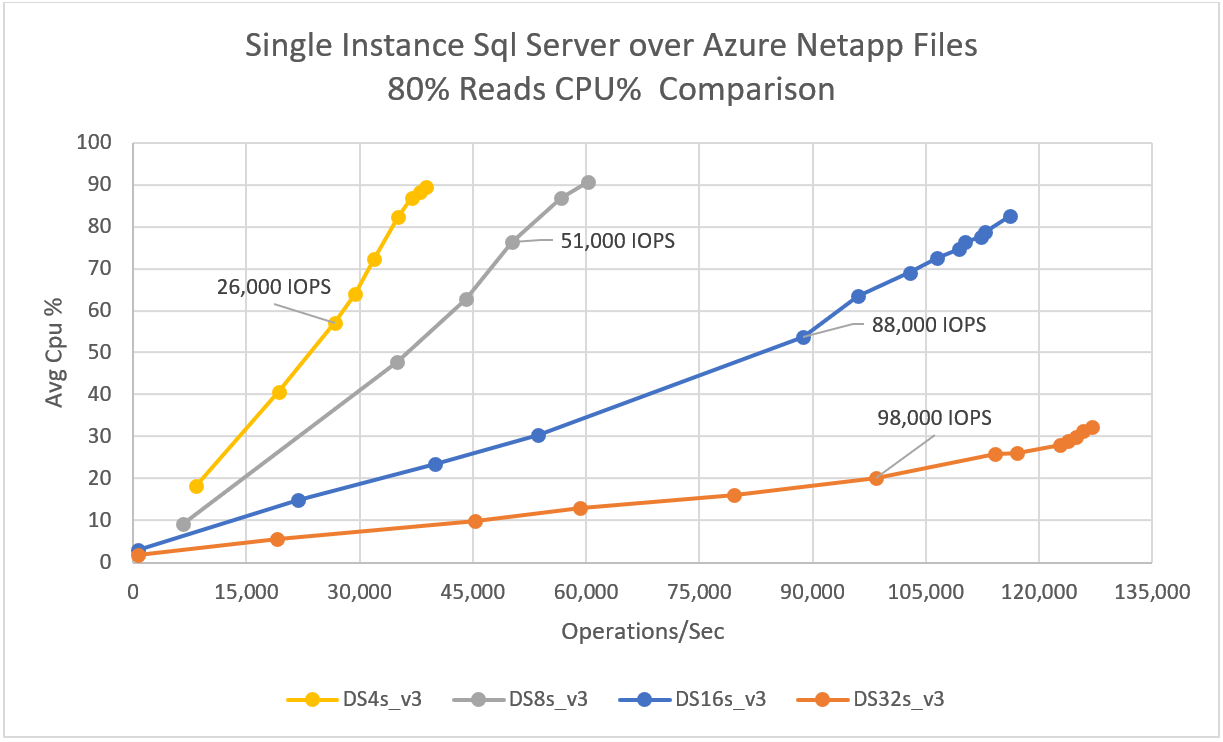 Single Instance Sql Server over Azure Netapp Files
80% Reads CPU% Comparison
100
90
80
70
60
50
40
30
20
10
0
Avg Cpu %
26,000 IOPS
51,000 IOPS
88,000 IOPS
98,000 IOPS
0 15,000 30,000 45,000 60,000 75,000 90,000 105,000 120,000 135,000
Operations/Sec
DS4s_v3 DS8s_v3 DS16s_v3 DS32s_v3